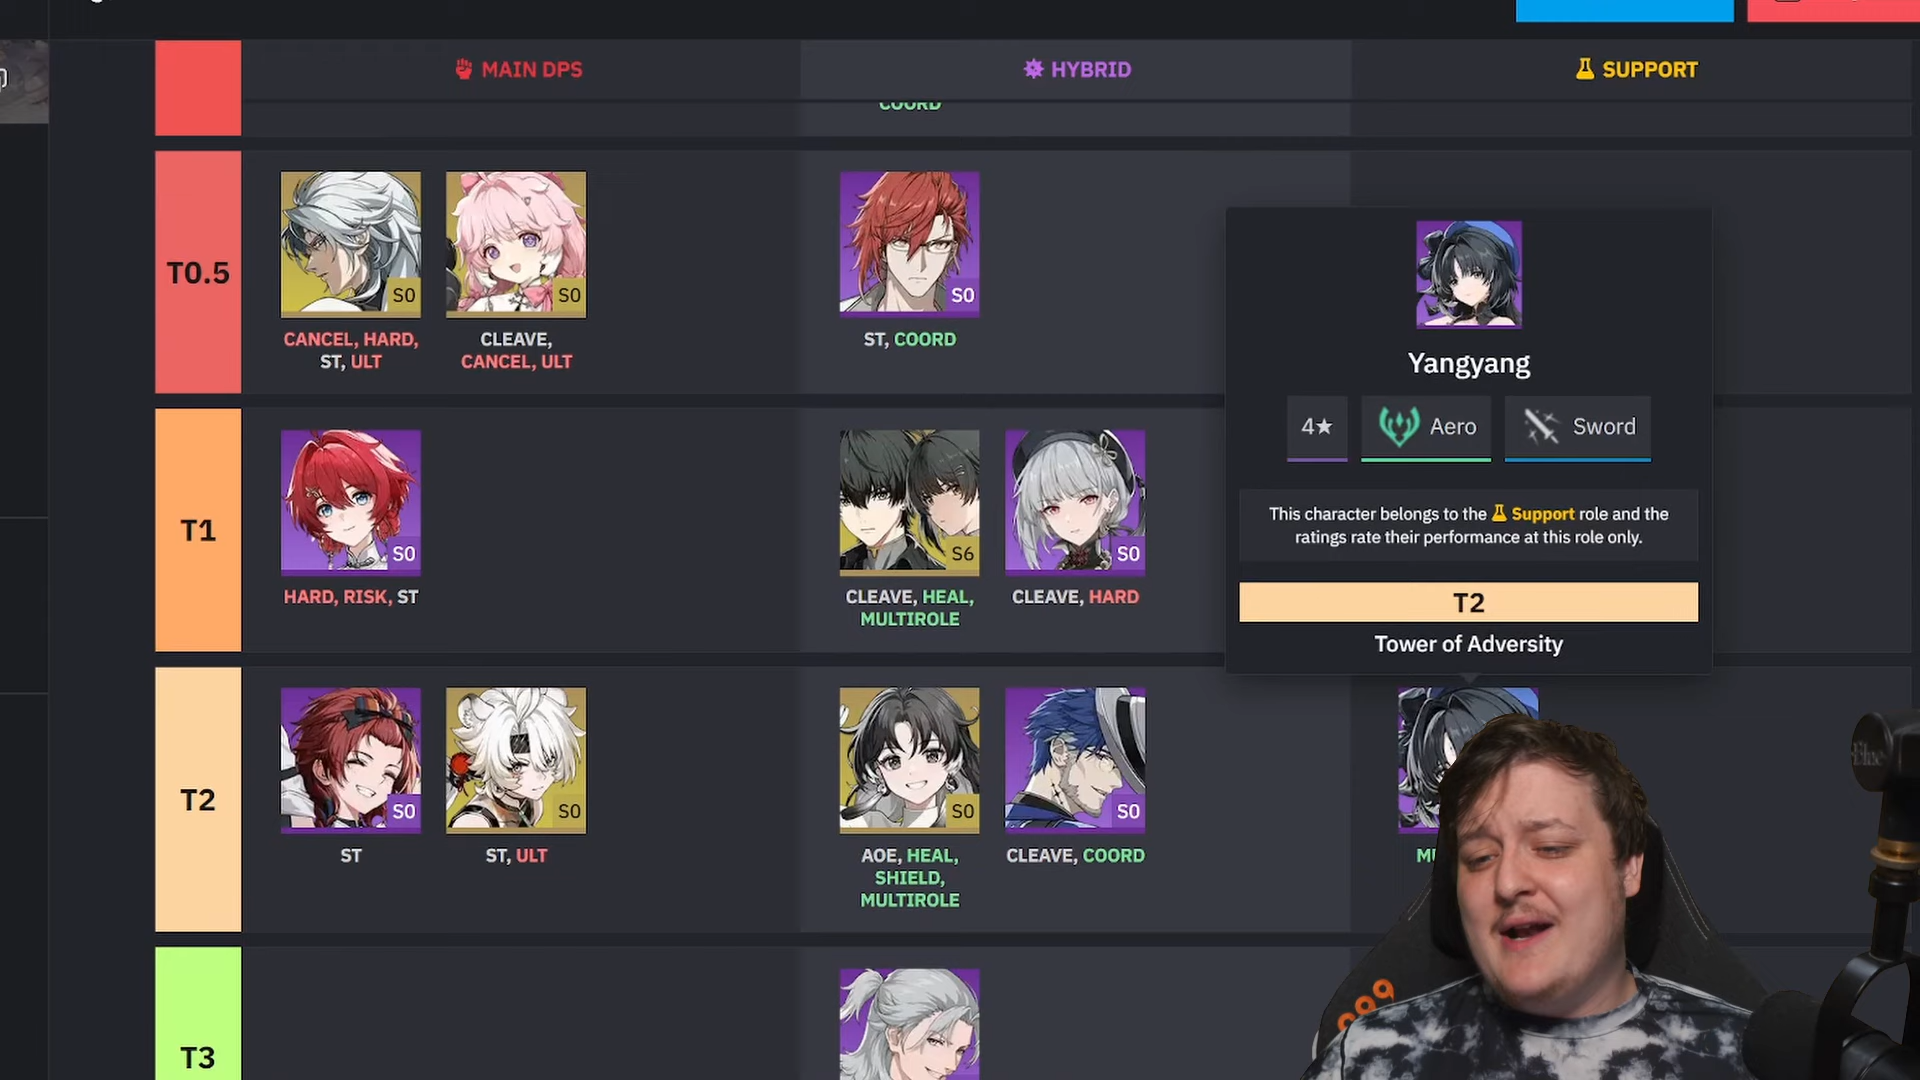 MAIN DPS
HYBRID
SUPPORT
COORD
T0.5
S0
S0
S0
CANCEL, HARD,
ST, ULT
CLEAVE,
CANCEL, ULT
ST, COORD
Yangyang
4★
Aero
Sword
This character belongs to the Support role and the
ratings rate their performance at this role only.
T2
Tower of Adversity
T1
S0
S6
S0
HARD, RISK, ST
CLEAVE, HEAL,
MULTIROLE
CLEAVE, HARD
T2
S0
S0
S0
S0
ST
ST, ULT
AOE, HEAL,
SHIELD,
MULTIROLE
CLEAVE, COORD
T3